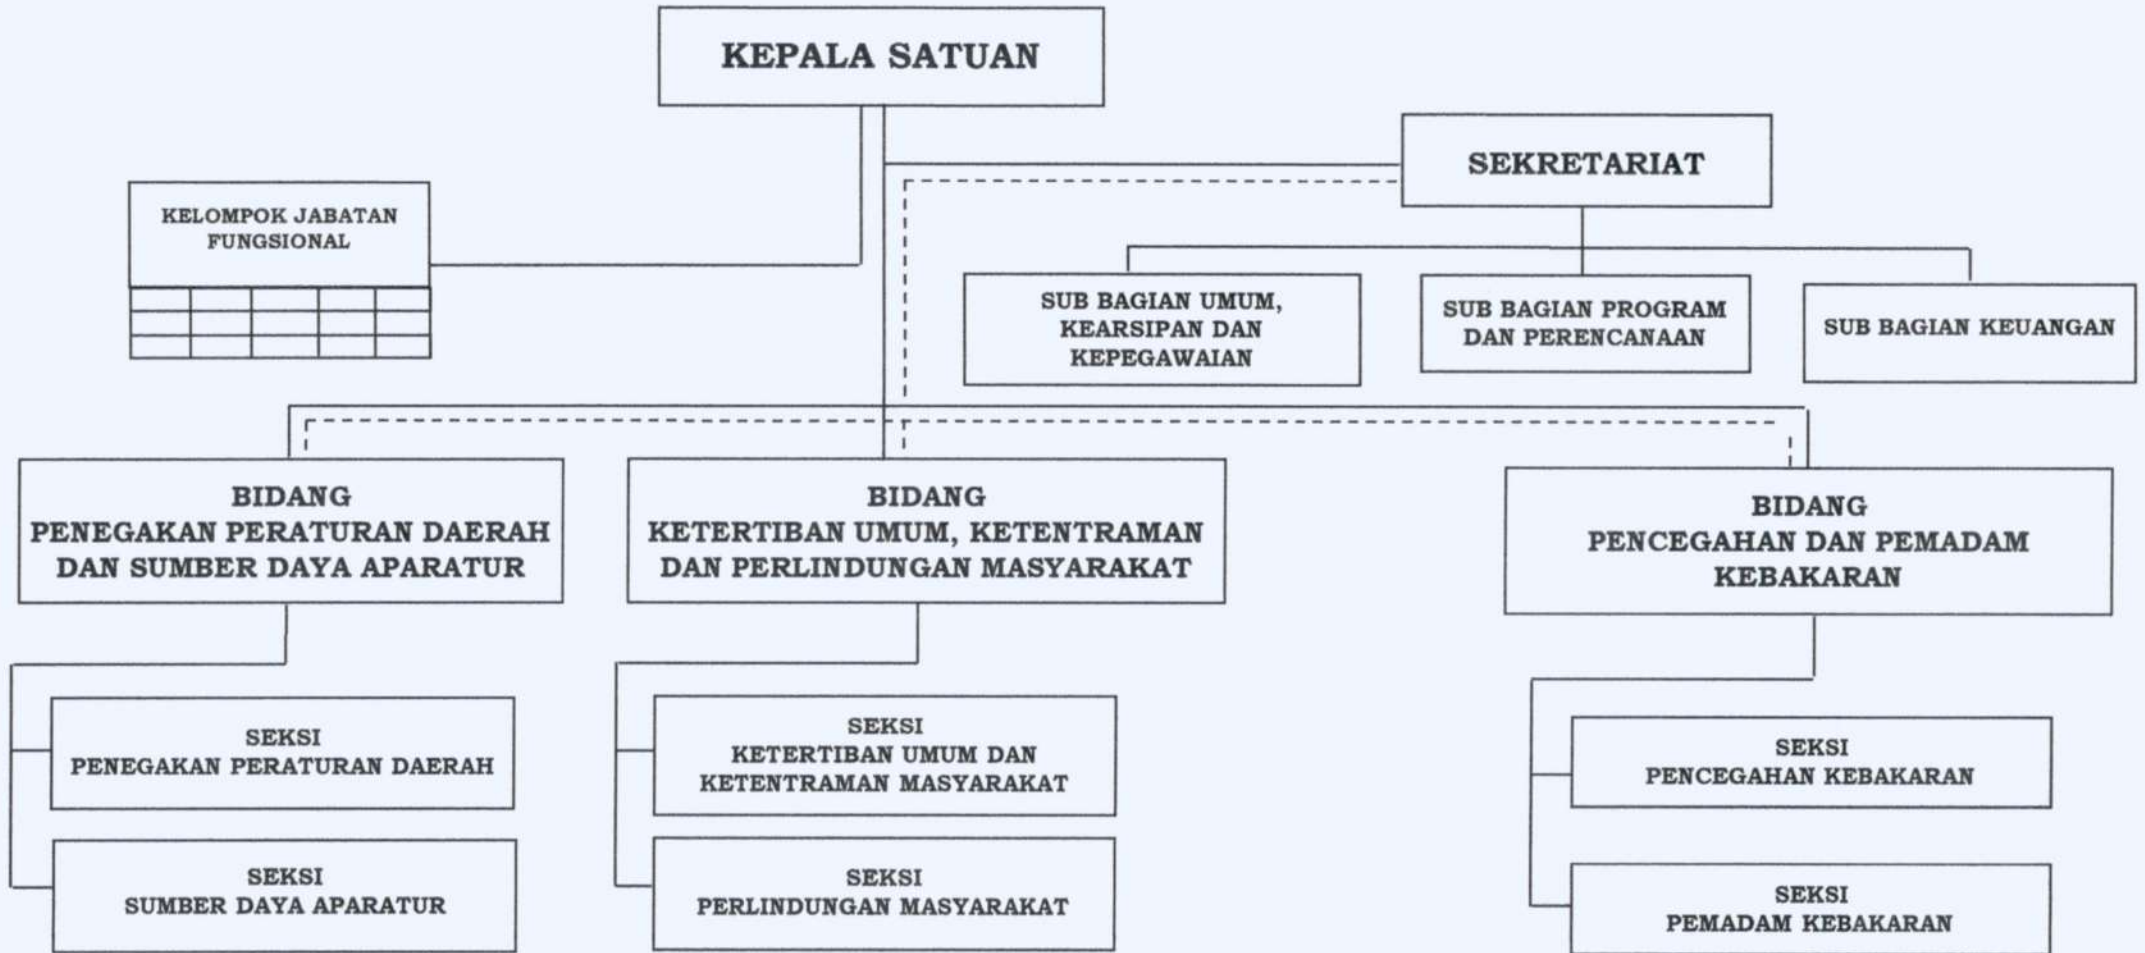 KEPALA SATUAN
SEKRETARIAT
KELOMPOK JABATAN
FUNGSIONAL
SUB BAGIAN UMUM,
KEARSIPAN DAN
KEPEGAWAIAN
SUB BAGIAN PROGRAM
DAN PERENCANAAN
SUB BAGIAN KEUANGAN
BIDANG
PENEGAKAN PERATURAN DAERAH
DAN SUMBER DAYA APARATUR
BIDANG
KETERTIBAN UMUM, KETENTRAMAN
DAN PERLINDUNGAN MASYARAKAT
BIDANG
PENCEGAHAN DAN PEMADAM
KEBAKARAN
SEKSI
PENEGAKAN PERATURAN DAERAH
SEKSI
SUMBER DAYA APARATUR
SEKSI
KETERTIBAN UMUM DAN
KETENTRAMAN MASYARAKAT
SEKSI
PERLINDUNGAN MASYARAKAT
SEKSI
PENCEGAHAN KEBAKARAN
SEKSI
PEMADAM KEBAKARAN